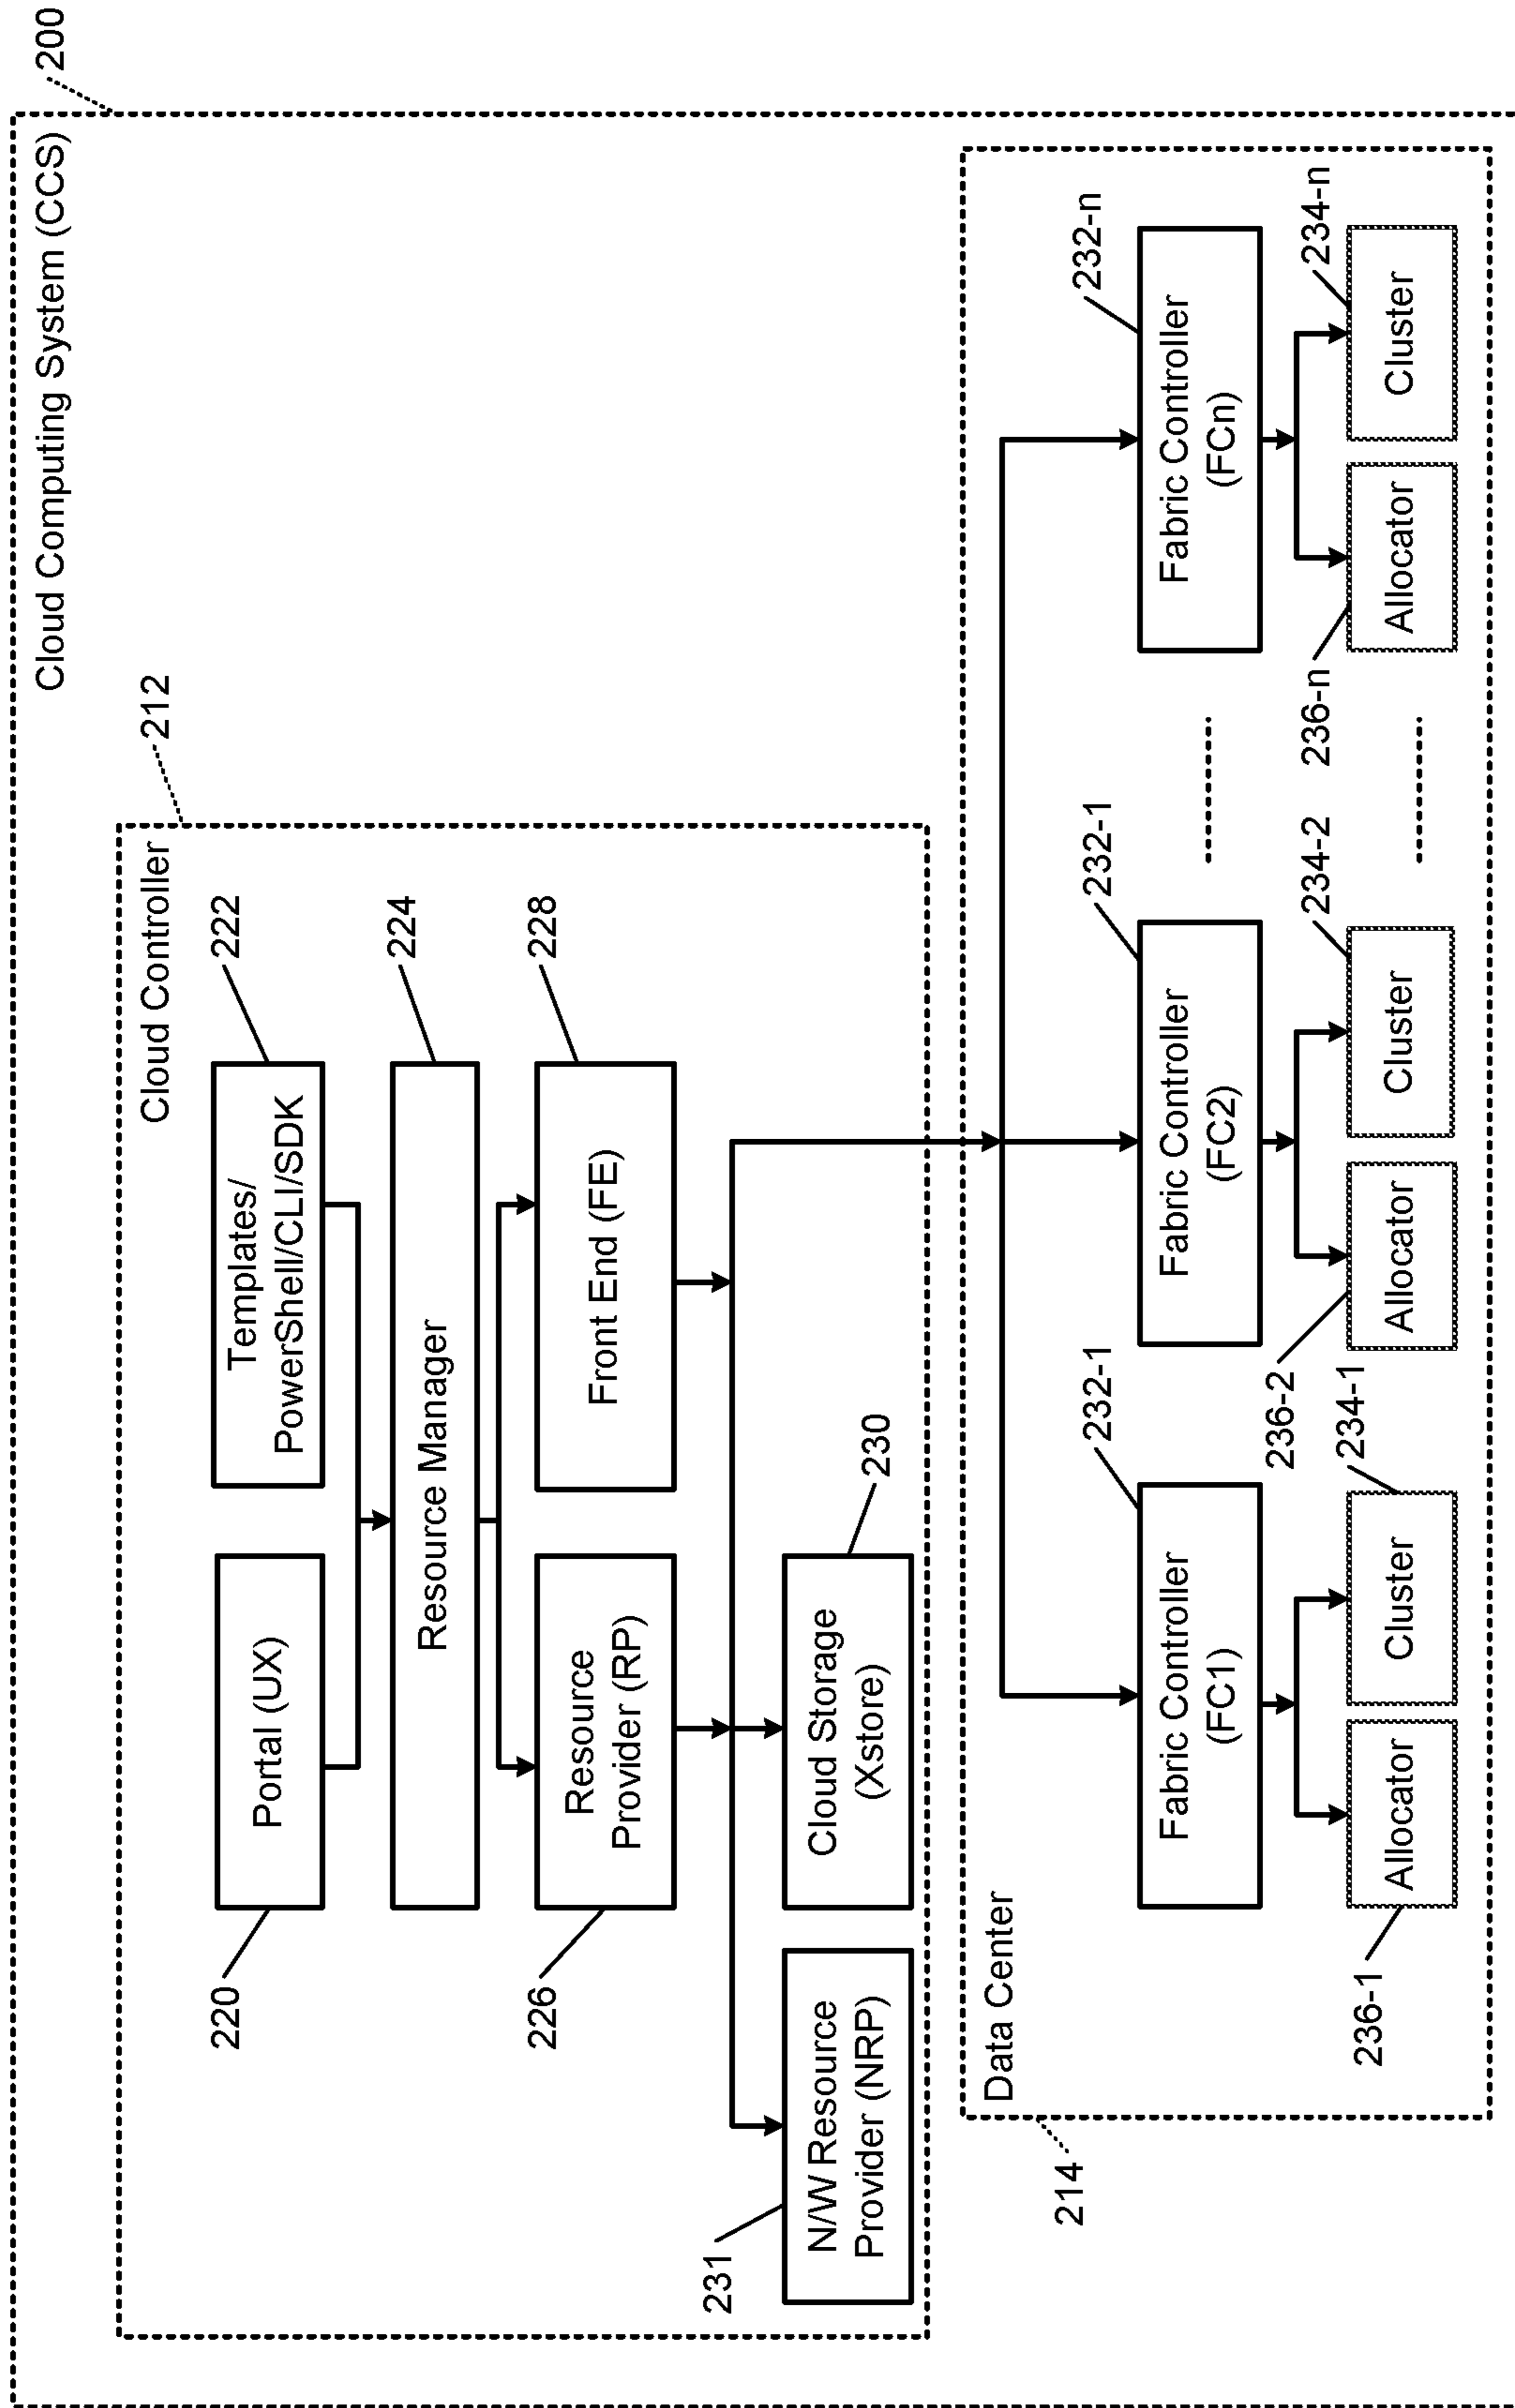 Cloud Computing System (CCS)
200
212
Cloud Controller
220
Portal (UX)
Templates/
PowerShell/CLI/SDK
222
Resource Manager
224
226
Resource
Provider (RP)
Front End (FE)
228
231
N/W Resource
Provider (NRP)
Cloud Storage
(Xstore)
230
214
Data Center
Fabric Controller
(FC1)
232-1
Fabric Controller
(FC2)
232-1
Fabric Controller
(FCn)
232-n
236-1
Allocator
Cluster
234-1
236-2
Allocator
Cluster
234-2
236-n
Allocator
Cluster
234-n